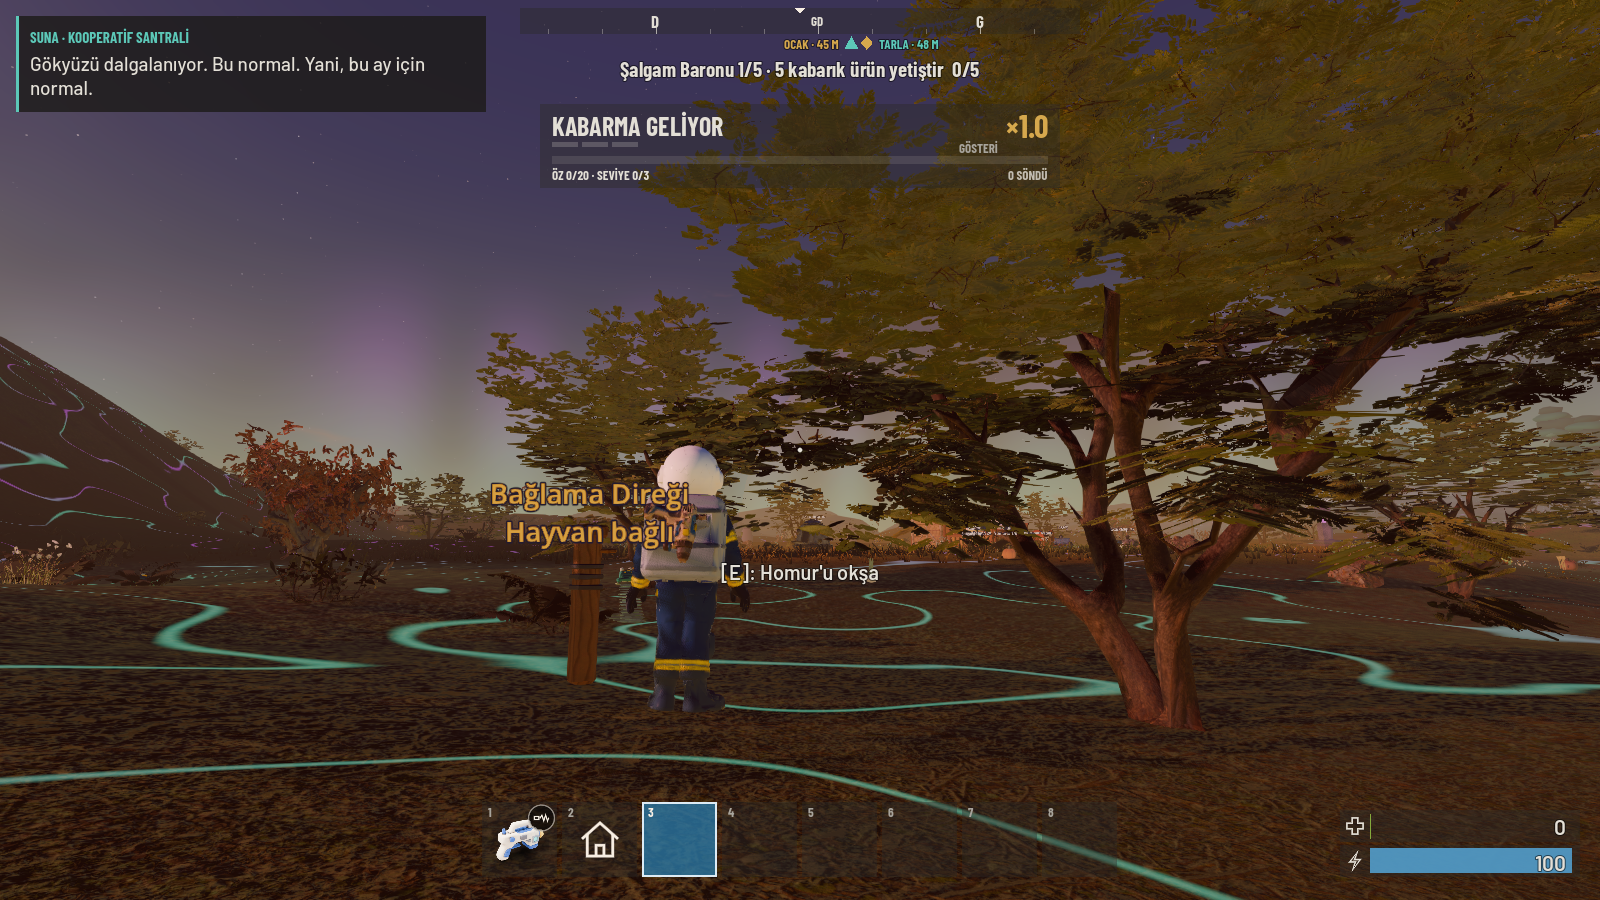 SUNA · KOOPERATİF SANTRALİ
Gökyüzü dalgalanıyor. Bu normal. Yani, bu ay için
normal.
D
GD
G
OCAK · 45 M
TARLA · 48 M
Şalgam Baronu 1/5 · 5 kabarık ürün yetiştir 0/5
KABARMA GELİYOR
×1.0
GÖSTERİ
ÖZ 0/20 · SEVİYE 0/3
0 SÖNDÜ
Bağlama Direği
Hayvan bağlı
[E]: Homur'u okşa
1
2
3
4
5
6
7
8
0
100